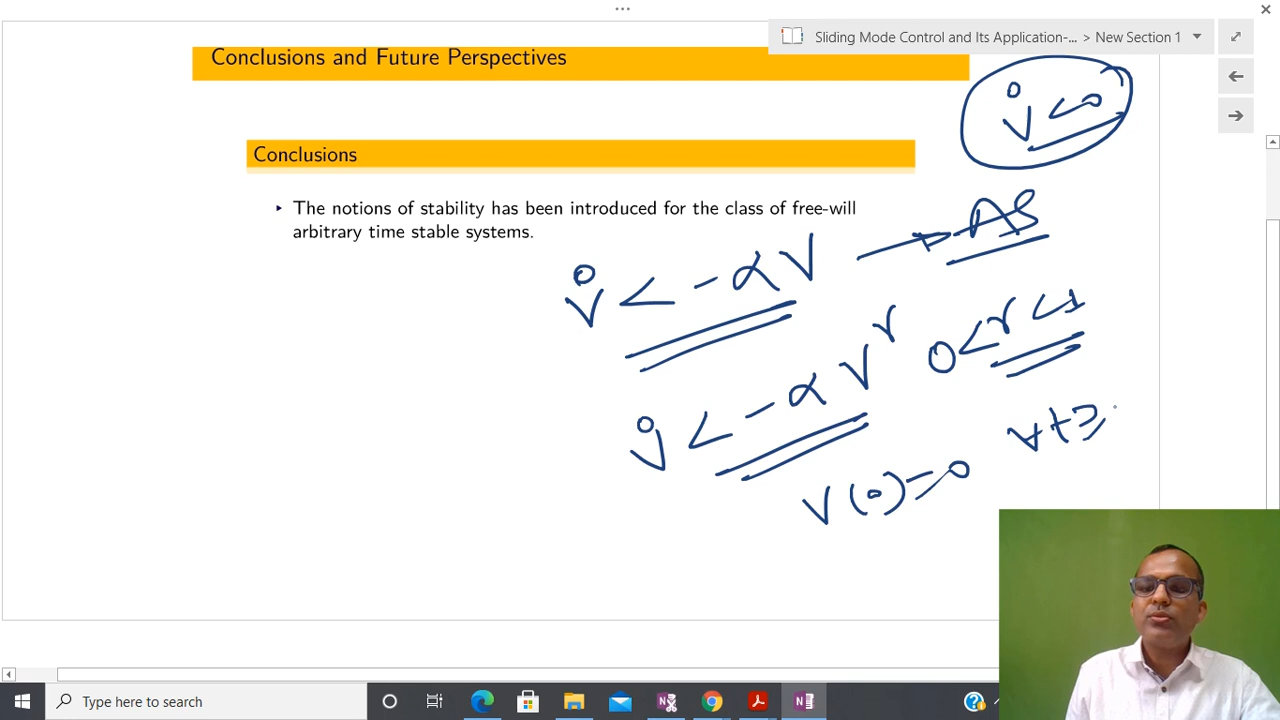 Sliding Mode Control and Its Application-... > New Section 1
Conclusions and Future Perspectives
V̇ < 0
Conclusions
▸ The notions of stability has been introduced for the class of free-will
arbitrary time stable systems.
V̇ < - α V → AS
V̇ < - α V^r 0 < r < 1
V(0) = 0 ∀ t ≥
Type here to search